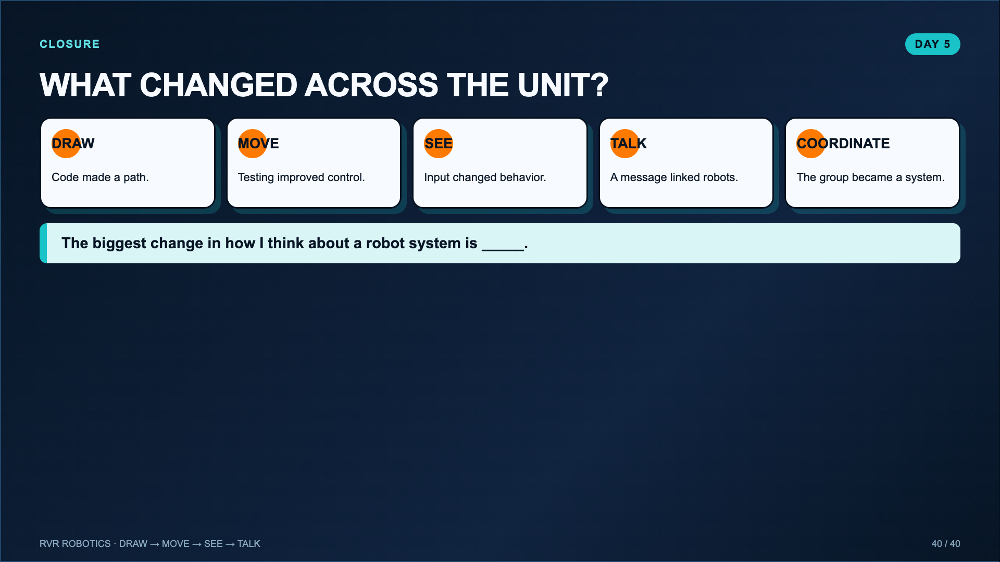 CLOSURE
DAY 5
WHAT CHANGED ACROSS THE UNIT?
DRAW
Code made a path.
MOVE
Testing improved control.
SEE
Input changed behavior.
TALK
A message linked robots.
COORDINATE
The group became a system.
The biggest change in how I think about a robot system is _____.
RVR ROBOTICS · DRAW → MOVE → SEE → TALK
40 / 40